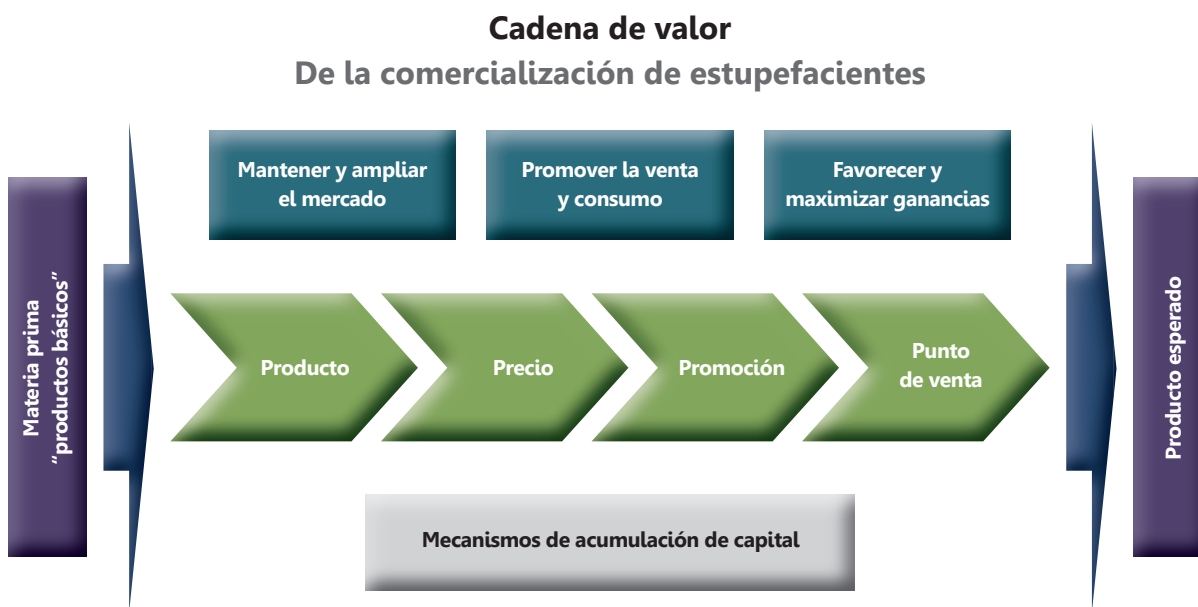 Cadena de valor
De la comercialización de estupefacientes
Mantener y ampliar
el mercado
Promover la venta
y consumo
Favorecer y
maximizar ganancias
Materia prima
“productos básicos”
Producto
Precio
Promoción
Punto
de venta
Producto esperado
Mecanismos de acumulación de capital